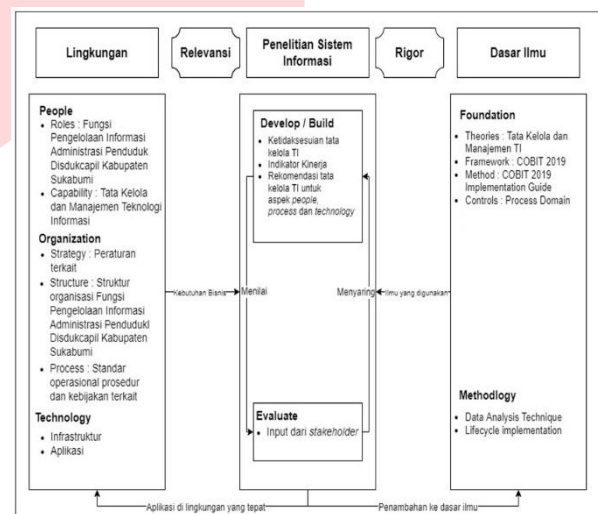 Lingkungan
Relevansi
Penelitian Sistem
Informasi
Rigor
Dasar Ilmu
People
• Roles : Fungsi
Pengelolaan Informasi
Administrasi Penduduk
Disdukcapil Kabupaten
Sukabumi
• Capability : Tata Kelola
dan Manajemen Teknologi
Informasi
Organization
• Strategy : Peraturan
terkait
• Structure : Struktur
organisasi Fungsi
Pengelolaan Informasi
Administrasi Pendudukl
Disdukcapil Kabupaten
Sukabumi
• Process : Standar
operasional prosedur
dan kebijakan terkait
Technology
• Infrastruktur
• Aplikasi
Kebutuhan Bisnis
Develop / Build
• Ketidaksesuaian tata
kelola TI
• Indikator Kinerja
• Rekomendasi tata
kelola TI untuk
aspek people,
process dan technology
Menilai
Menyaring
Evaluate
• Input dari stakeholder
Ilmu yang digunakan
Foundation
• Theories : Tata Kelola dan
Manajemen TI
• Framework : COBIT 2019
• Method : COBIT 2019
Implementation Guide
• Controls : Process Domain
Methodlogy
• Data Analysis Technique
• Lifecycle implementation
Aplikasi di lingkungan yang tepat
Penambahan ke dasar ilmu